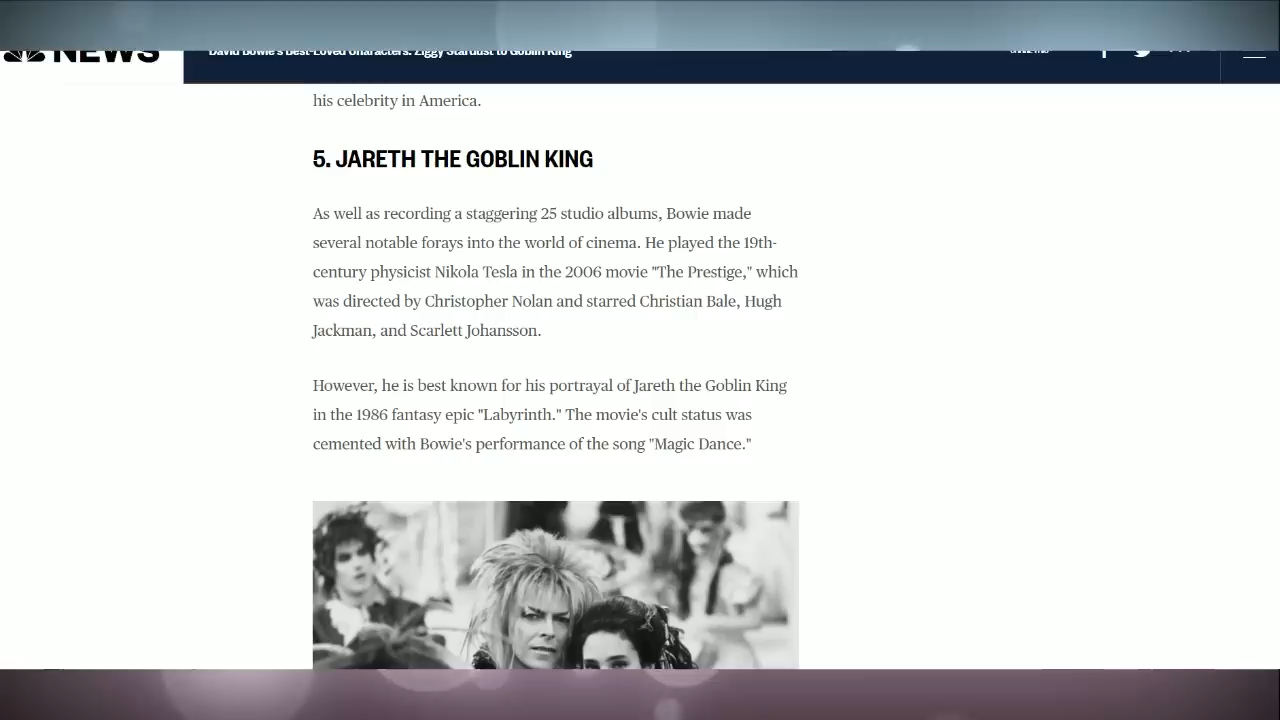 NEWS
David Bowie's Best-Loved Characters: Ziggy Stardust to Goblin King
his celebrity in America.
5. JARETH THE GOBLIN KING
As well as recording a staggering 25 studio albums, Bowie made
several notable forays into the world of cinema. He played the 19th-
century physicist Nikola Tesla in the 2006 movie "The Prestige," which
was directed by Christopher Nolan and starred Christian Bale, Hugh
Jackman, and Scarlett Johansson.
However, he is best known for his portrayal of Jareth the Goblin King
in the 1986 fantasy epic "Labyrinth." The movie's cult status was
cemented with Bowie's performance of the song "Magic Dance."